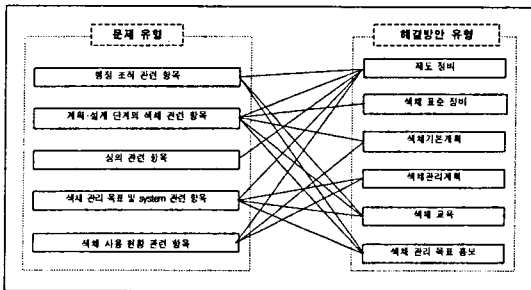 문제 유형
해결방안 유형
행정 조직 관련 항목
계획·설계 단계의 색채 관련 항목
심의 관련 항목
색채 관리 목표 및 system 관련 항목
색채 사용 현황 관련 항목
제도 정비
색채 표준 정비
색채기본계획
색채관리계획
색채 교육
색채 관리 목표 홍보